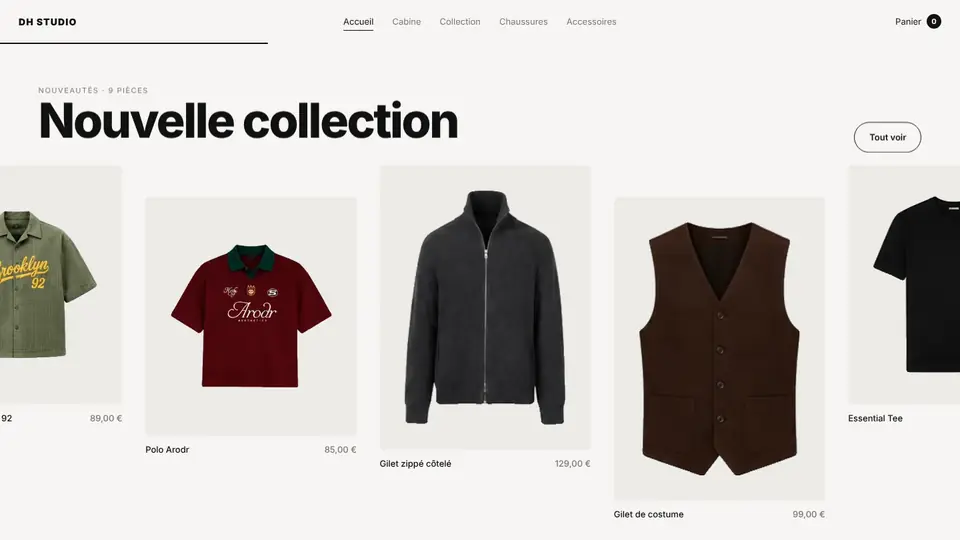 DH STUDIO
Accueil
Cabine
Collection
Chaussures
Accessoires
Panier 0
NOUVEAUTÉS · 9 PIÈCES
Nouvelle collection
Tout voir
Brooklyn
92
Arodr
92
89,00 €
Polo Arodr
85,00 €
Gilet zippé côtelé
129,00 €
Gilet de costume
99,00 €
Essential Tee